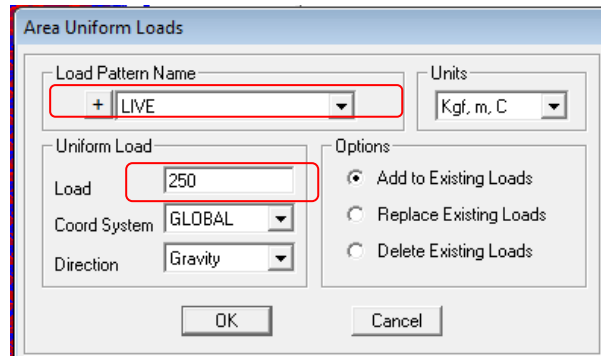 Area Uniform Loads
Load Pattern Name
+ LIVE
Units
Kgf, m, C
Uniform Load
Load 250
Coord System GLOBAL
Direction Gravity
Options
Add to Existing Loads
Replace Existing Loads
Delete Existing Loads
OK Cancel